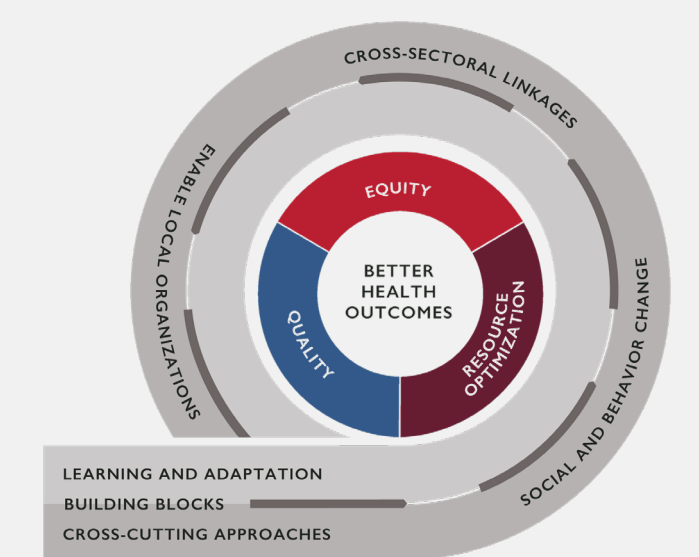 CROSS-SECTORAL LINKAGES
ENABLE LOCAL ORGANIZATIONS
SOCIAL AND BEHAVIOR CHANGE
EQUITY
QUALITY
RESOURCE
OPTIMIZATION
BETTER
HEALTH
OUTCOMES
LEARNING AND ADAPTATION
BUILDING BLOCKS
CROSS-CUTTING APPROACHES